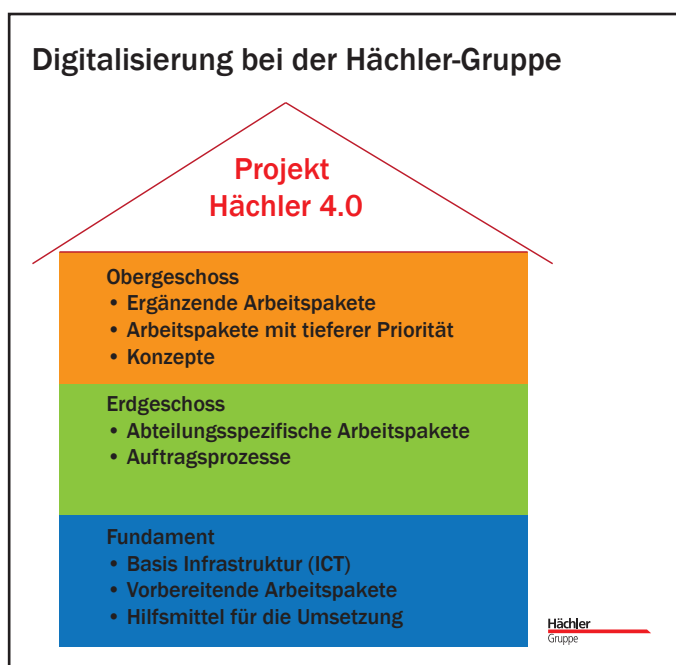 Digitalisierung bei der Hächler-Gruppe
Projekt
Hächler 4.0
Obergeschoss
• Ergänzende Arbeitspakete
• Arbeitspakete mit tieferer Priorität
• Konzepte
Erdgeschoss
• Abteilungsspezifische Arbeitspakete
• Auftragsprozesse
Fundament
• Basis Infrastruktur (ICT)
• Vorbereitende Arbeitspakete
• Hilfsmittel für die Umsetzung
Hächler
Gruppe